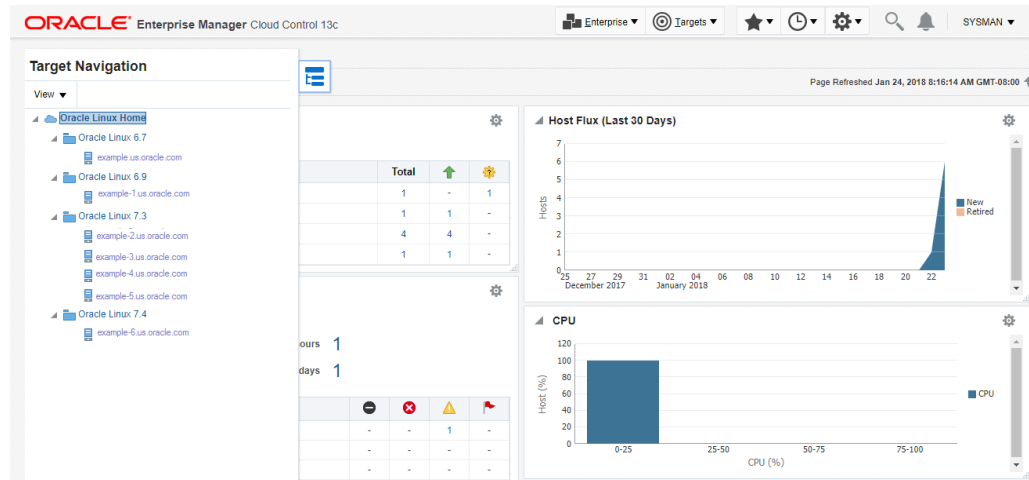 ORACLE® Enterprise Manager Cloud Control 13c
Enterprise ▼ Targets ▼ SYSMAN ▼
Target Navigation
View ▼
Page Refreshed Jan 24, 2018 8:16:14 AM GMT-08:00
Oracle Linux Home
Oracle Linux 6.7
example.us.oracle.com
Oracle Linux 6.9
example-1.us.oracle.com
Oracle Linux 7.3
example-2.us.oracle.com
example-3.us.oracle.com
example-4.us.oracle.com
example-5.us.oracle.com
Oracle Linux 7.4
example-6.us.oracle.com
Total
1 - 1
1 1 -
4 4 -
1 1 -
ours 1
days 1
- - 1 -
- - - -
- - - -
Host Flux (Last 30 Days)
7
6
5
4
3
2
1
0
Hosts
25 27 29 31 02 04 06 08 10 12 14 16 18 20 22
December 2017 January 2018
New
Retired
CPU
120
100
80
60
40
20
0
Host (%)
0-25 25-50 50-75 75-100
CPU (%)
CPU